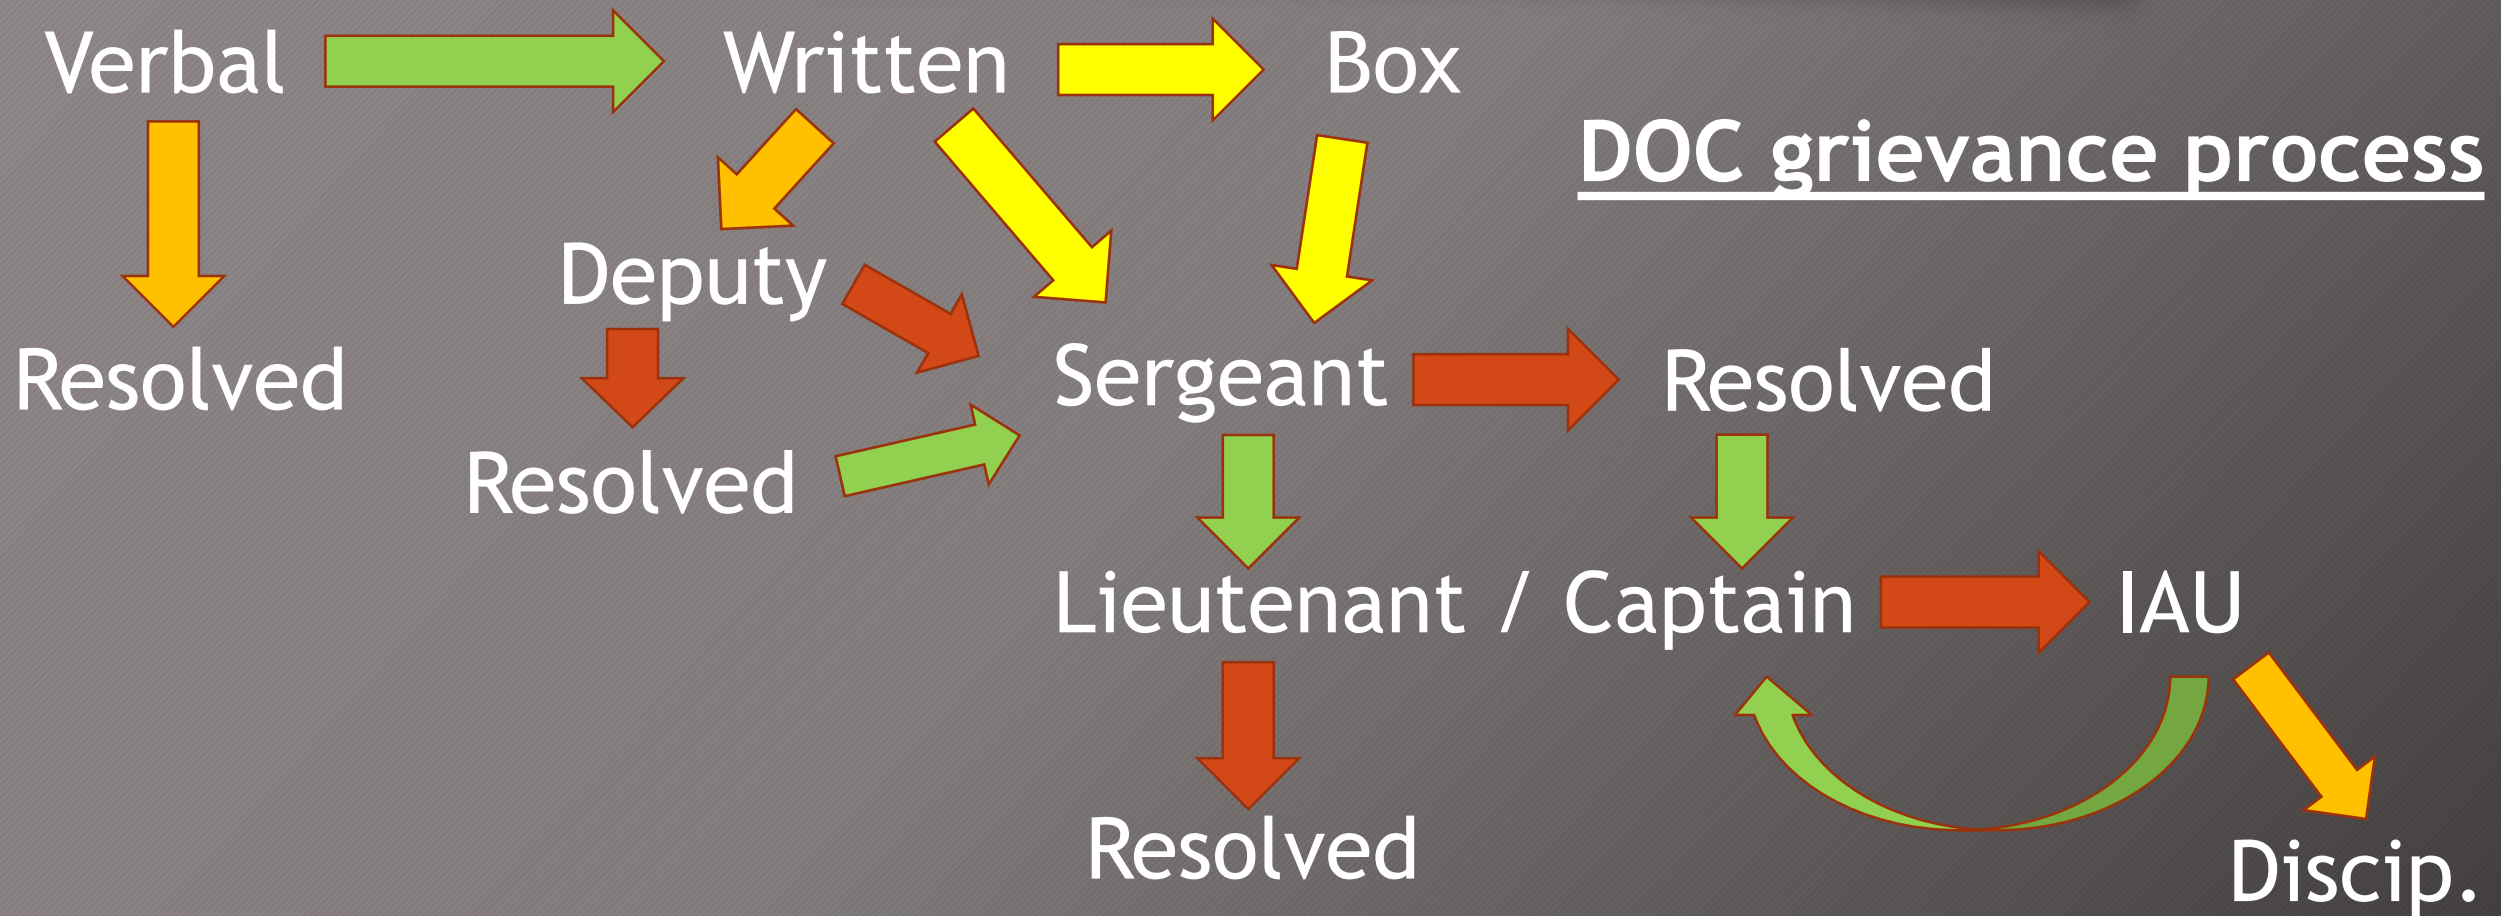 Verbal
Written
Box
DOC grievance process
Deputy
Resolved
Sergeant
Resolved
Resolved
Lieutenant / Captain
IAU
Resolved
Discip.